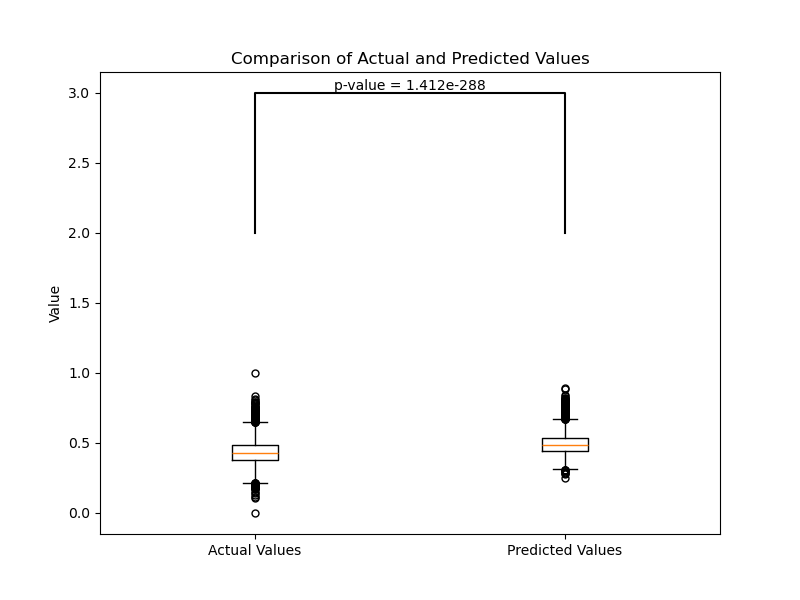 Comparison of Actual and Predicted Values
p-value = 1.412e-288
3.0
2.5
2.0
1.5
1.0
0.5
0.0
Value
Actual Values
Predicted Values